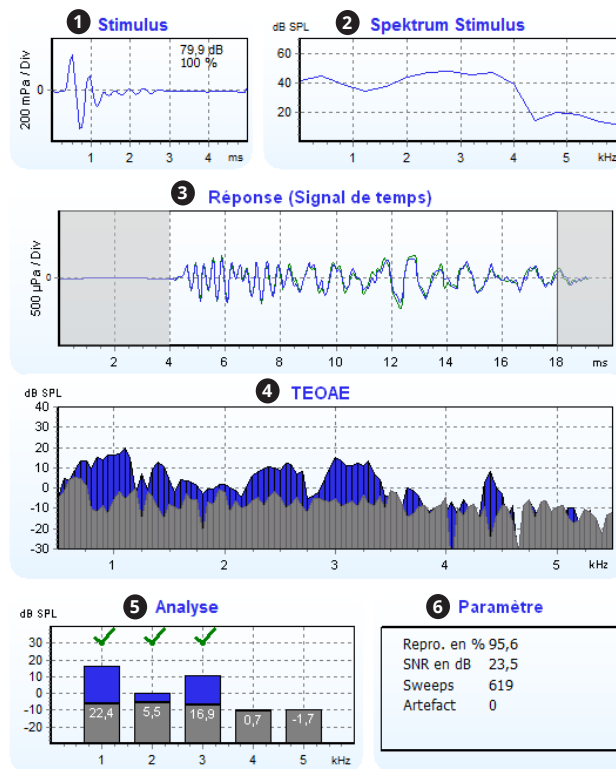 1 Stimulus
79,9 dB
100 %
200 mPa / Div
0
1 2 3 4 ms
2 Spektrum Stimulus
dB SPL
60
40
20
1 2 3 4 5 kHz
3 Réponse (Signal de temps)
500 µPa / Div
0
2 4 6 8 10 12 14 16 18 ms
4 TEOAE
dB SPL
40
30
20
10
0
-10
-20
-30
1 2 3 4 5 kHz
5 Analyse
dB SPL
30
20
10
0
-10
-20
22,4 5,5 16,9 0,7 -1,7
1 2 3 4 5 kHz
6 Paramètre
Repro. en % 95,6
SNR en dB 23,5
Sweeps 619
Artefact 0